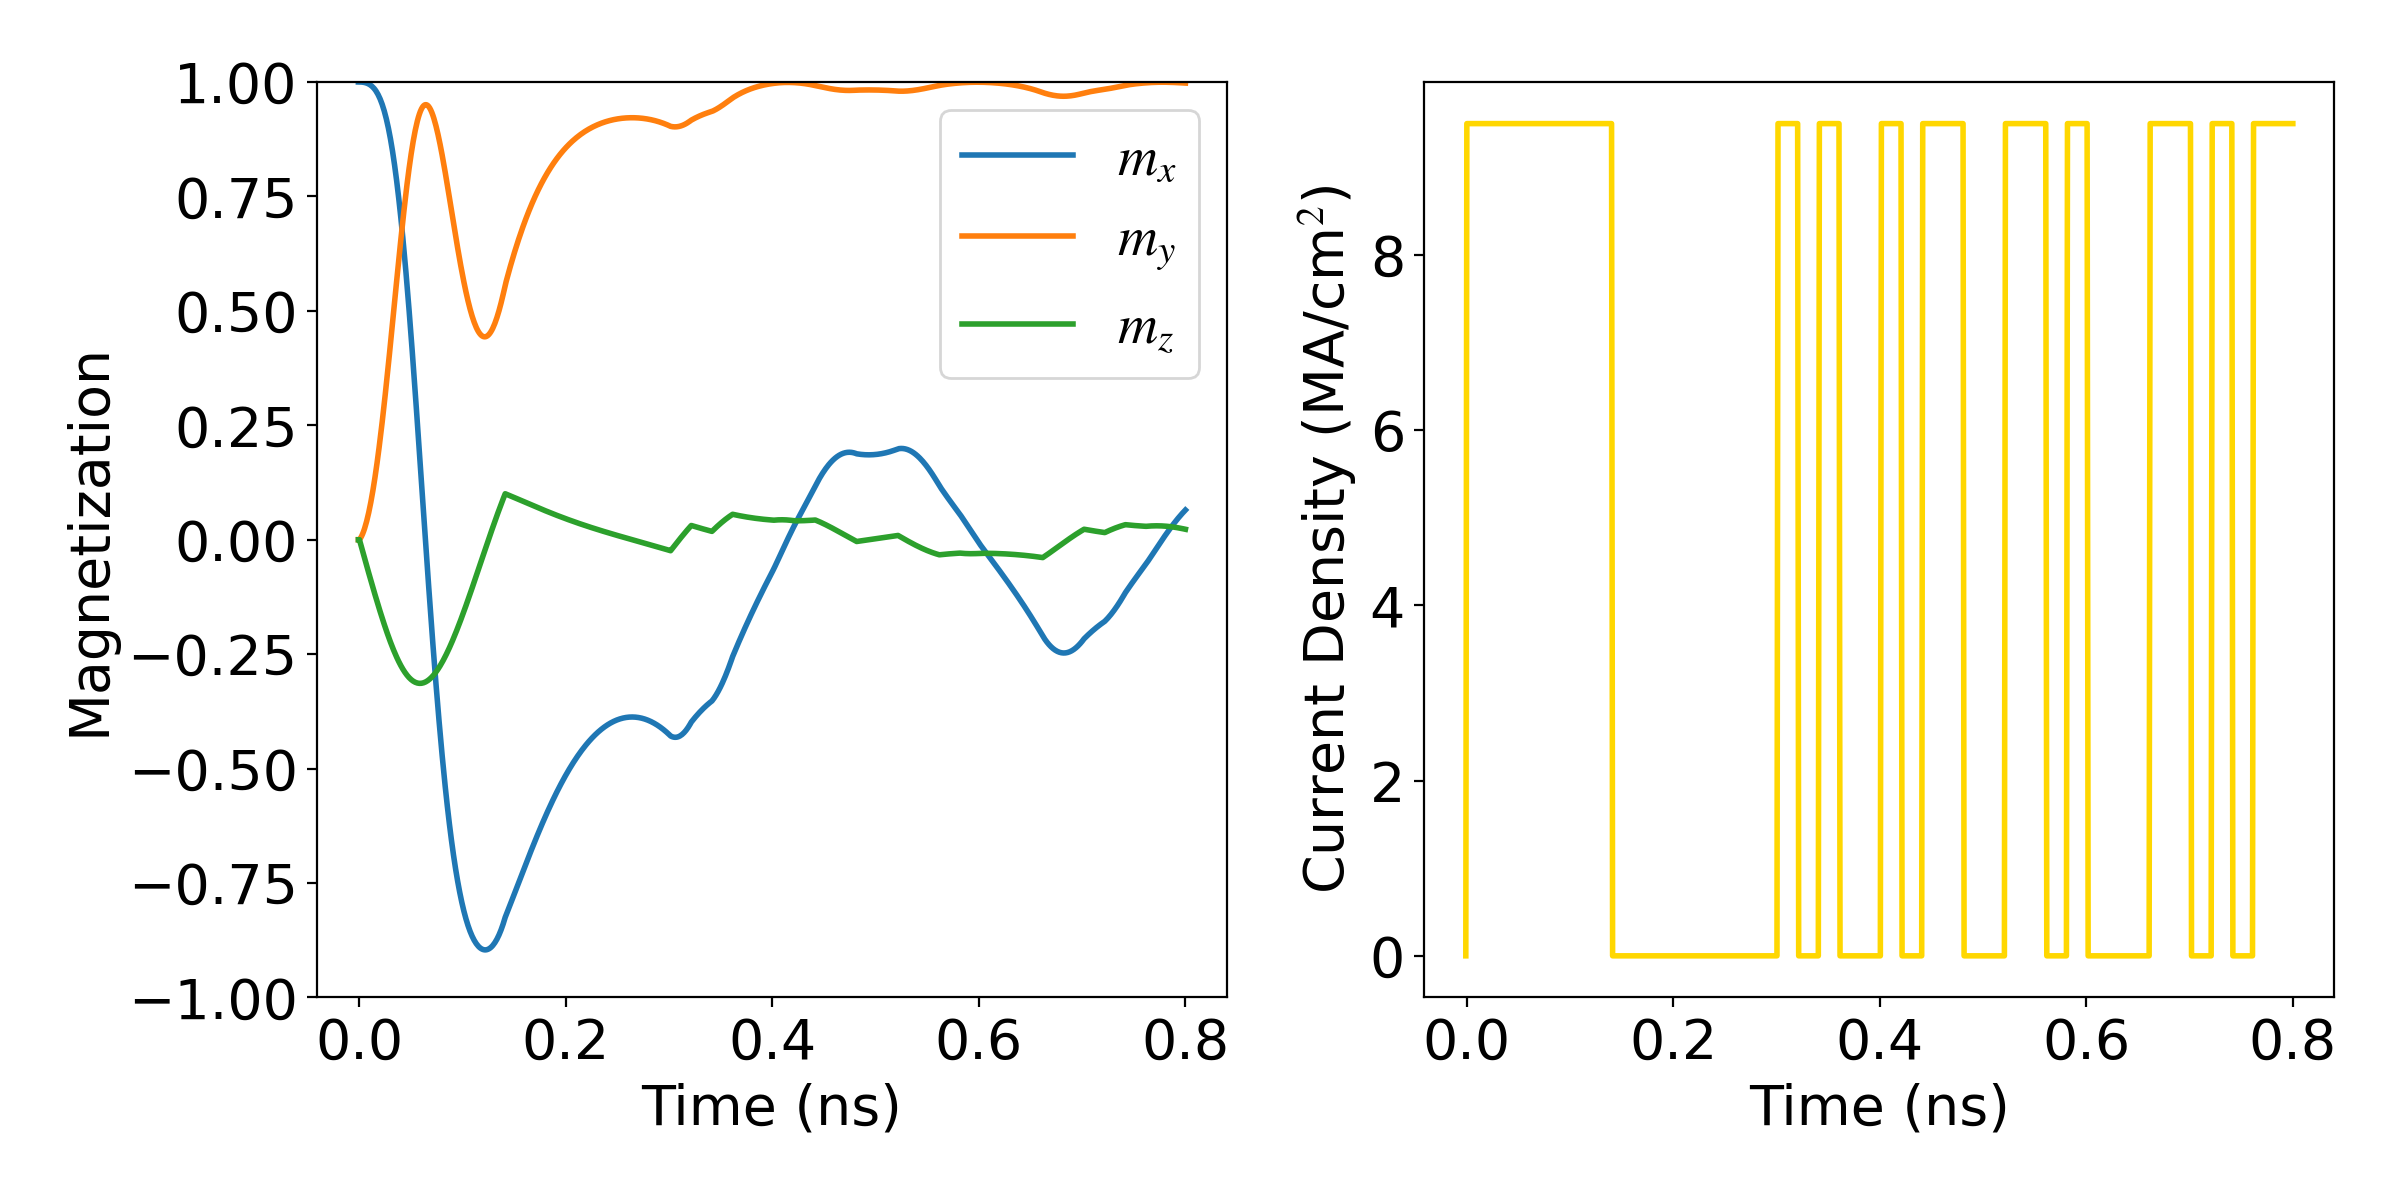 Magnetization
1.00
0.75
0.50
0.25
0.00
−0.25
−0.50
−0.75
−1.00
0.0 0.2 0.4 0.6 0.8
Time (ns)
m_x
m_y
m_z
Current Density (MA/cm²)
8
6
4
2
0
0.0 0.2 0.4 0.6 0.8
Time (ns)